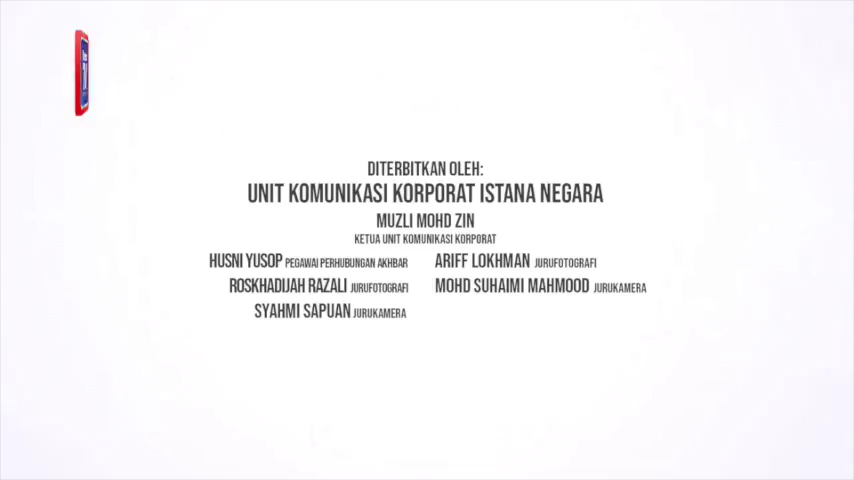 DITERBITKAN OLEH:
UNIT KOMUNIKASI KORPORAT ISTANA NEGARA
MUZLI MOHD ZIN
KETUA UNIT KOMUNIKASI KORPORAT
HUSNI YUSOP PEGAWAI PERHUBUNGAN AKHBAR
ARIFF LOKHMAN JURUFOTOGRAFI
ROSKHADIJAH RAZALI JURUFOTOGRAFI
MOHD SUHAIMI MAHMOOD JURUKAMERA
SYAHMI SAPUAN JURUKAMERA